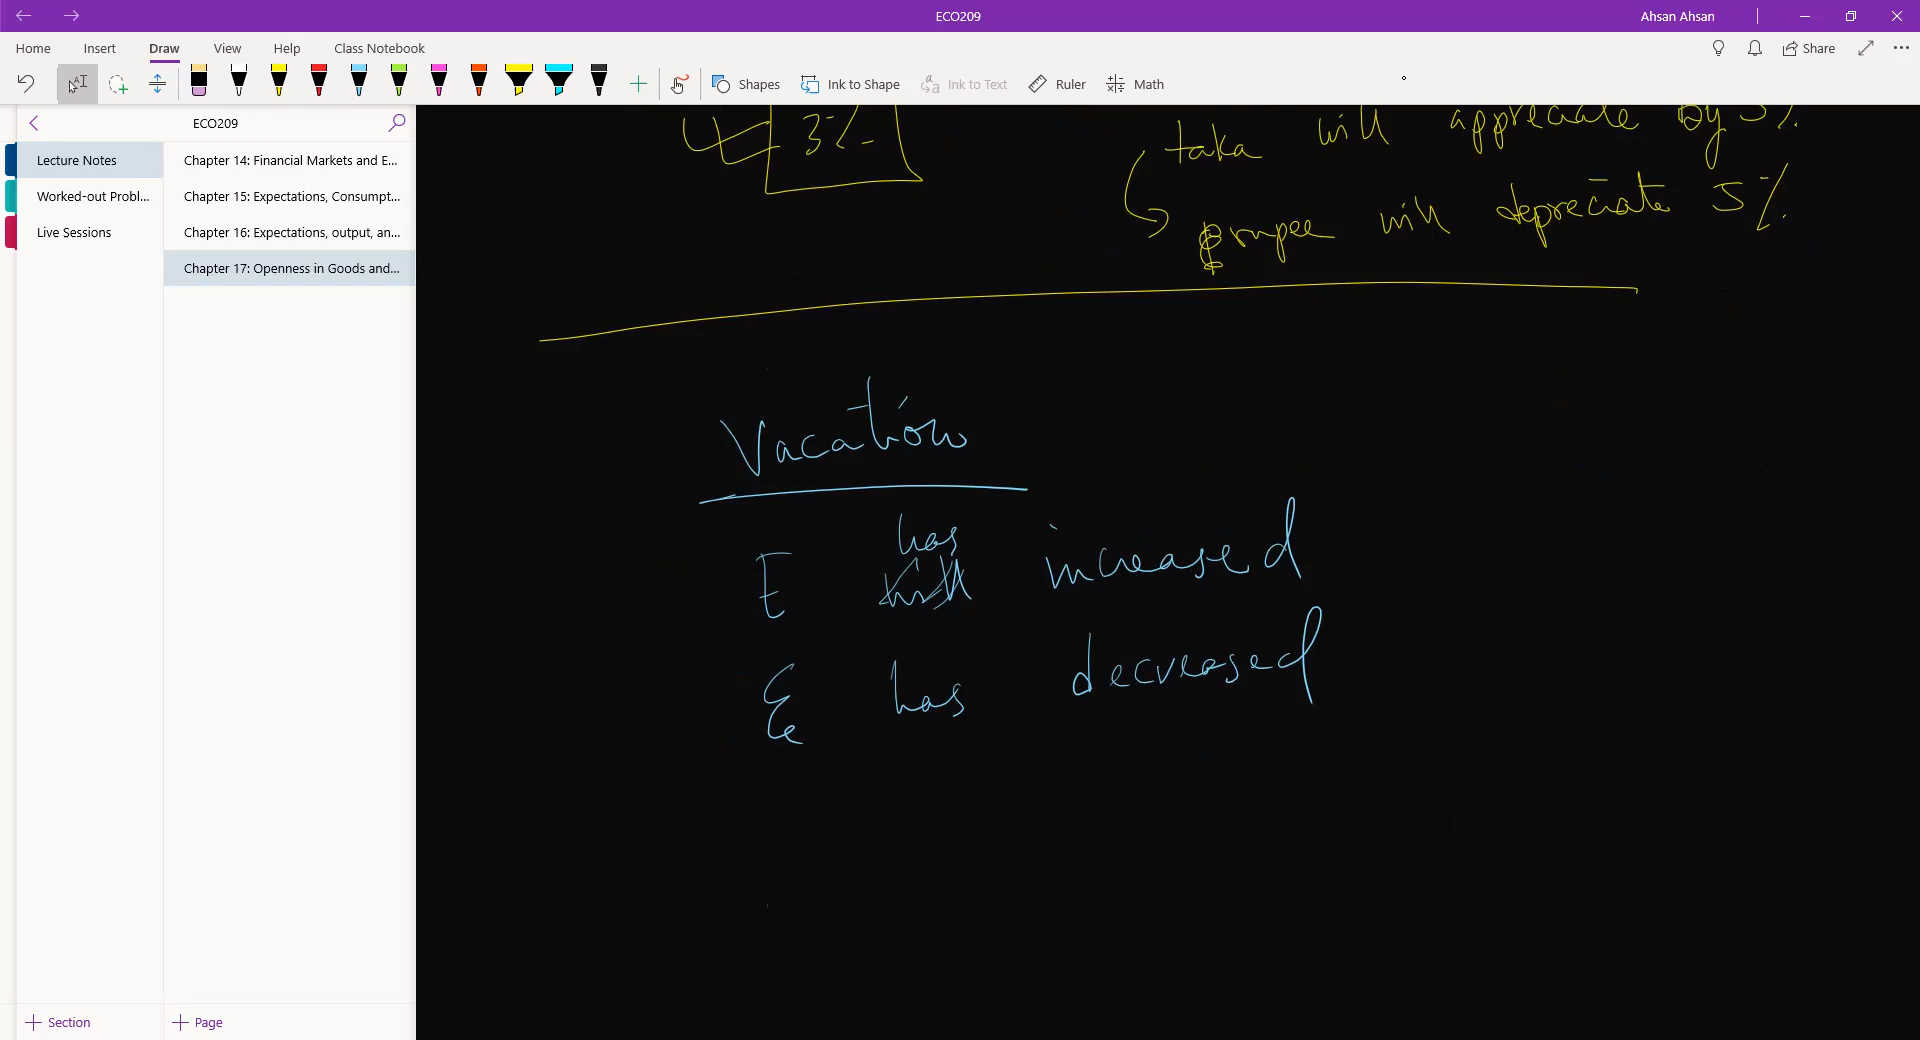 ECO209
Ahsan Ahsan
Home Insert Draw View Help Class Notebook
Share
Shapes Ink to Shape Ink to Text Ruler Math
ECO209
Lecture Notes
Worked-out Probl...
Live Sessions
Chapter 14: Financial Markets and E...
Chapter 15: Expectations, Consumpt...
Chapter 16: Expectations, output, an...
Chapter 17: Openness in Goods and...
3%
taka will appreciate by 5%.
rupee will depreciate 5%.
Vacation
has
E will increased
ε has decreased
Section
Page